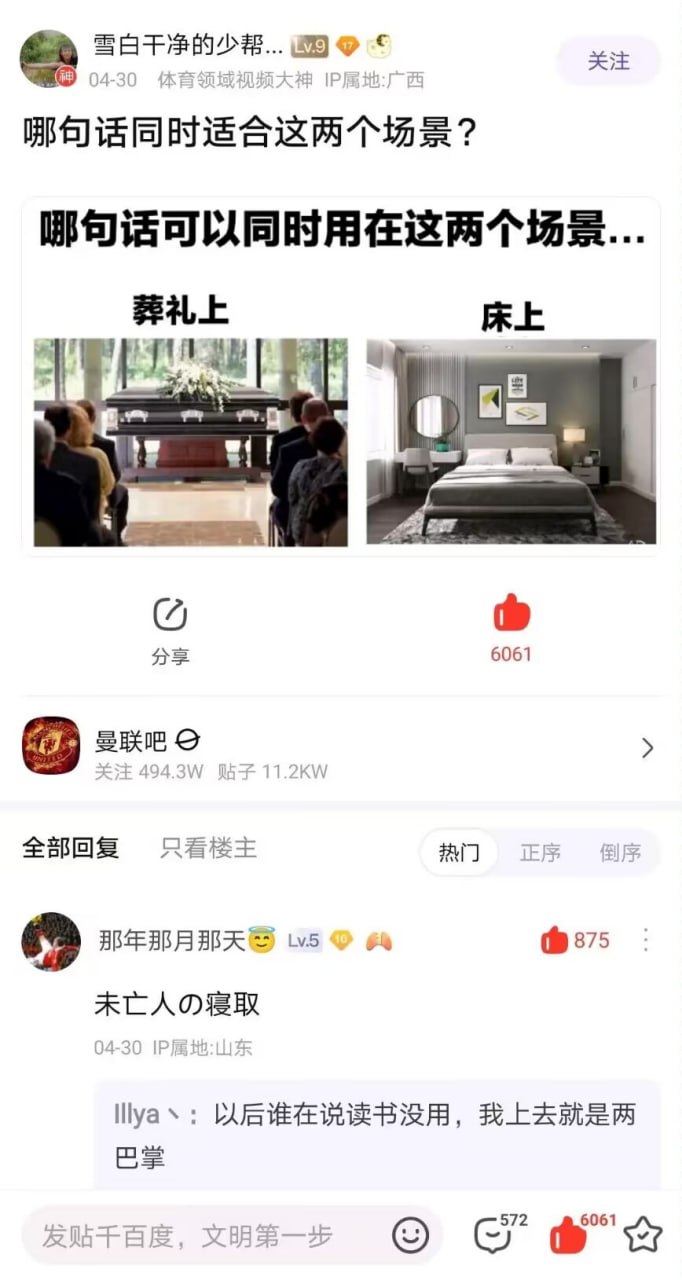 雪白干净的少帮... Lv.9 17
神
04-30 体育领域视频大神 IP属地:广西
关注
哪句话同时适合这两个场景？
哪句话可以同时用在这两个场景...
葬礼上
床上
分享
6061
UNITED
曼联吧
关注 494.3W 贴子 11.2KW
全部回复 只看楼主
热门 正序 倒序
那年那月那天😇 Lv.5 10
875
未亡人の寝取
04-30 IP属地:山东
Illya丶：以后谁在说读书没用，我上去就是两
巴掌
发贴千百度，文明第一步
572
6061